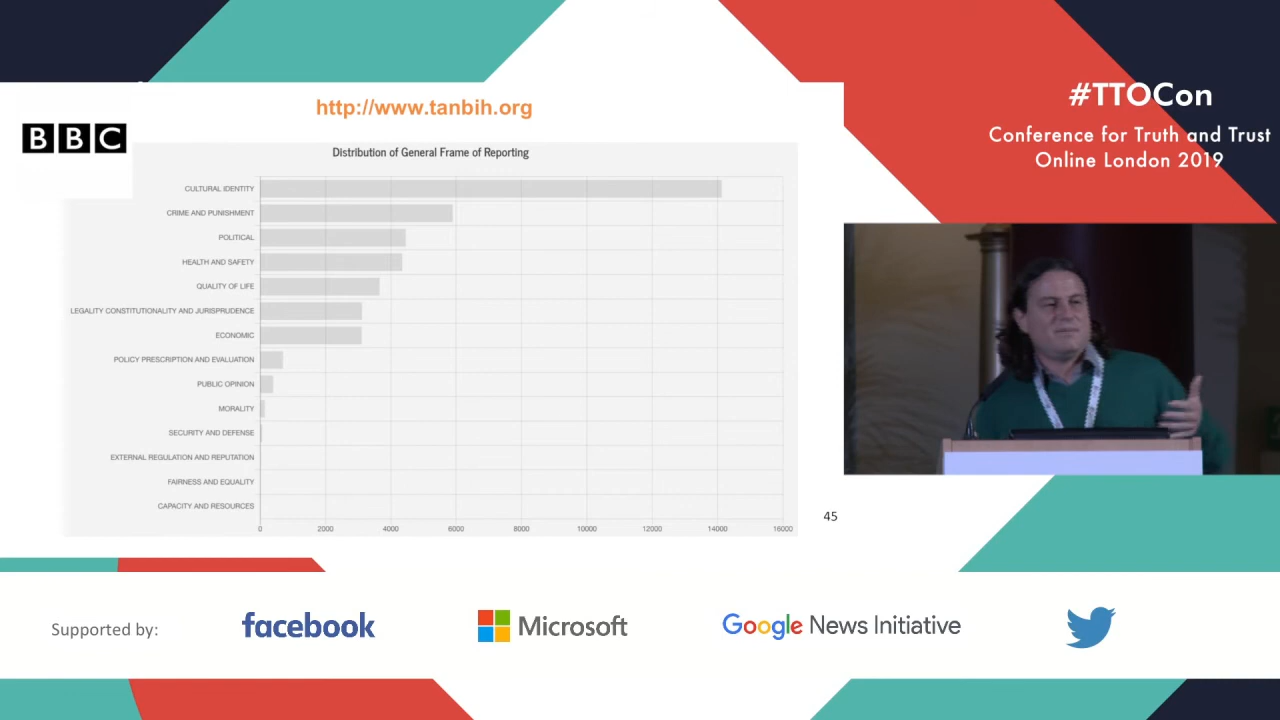 http://www.tanbih.org
BBC
Distribution of General Frame of Reporting
CULTURAL IDENTITY
CRIME AND PUNISHMENT
POLITICAL
HEALTH AND SAFETY
QUALITY OF LIFE
LEGALITY CONSTITUTIONALITY AND JURISPRUDENCE
ECONOMIC
POLICY PRESCRIPTION AND EVALUATION
PUBLIC OPINION
MORALITY
SECURITY AND DEFENSE
EXTERNAL REGULATION AND REPUTATION
FAIRNESS AND EQUALITY
CAPACITY AND RESOURCES
0 2000 4000 6000 8000 10000 12000 14000 16000
45
#TTOCon
Conference for Truth and Trust
Online London 2019
Supported by:
facebook
Microsoft
Google News Initiative